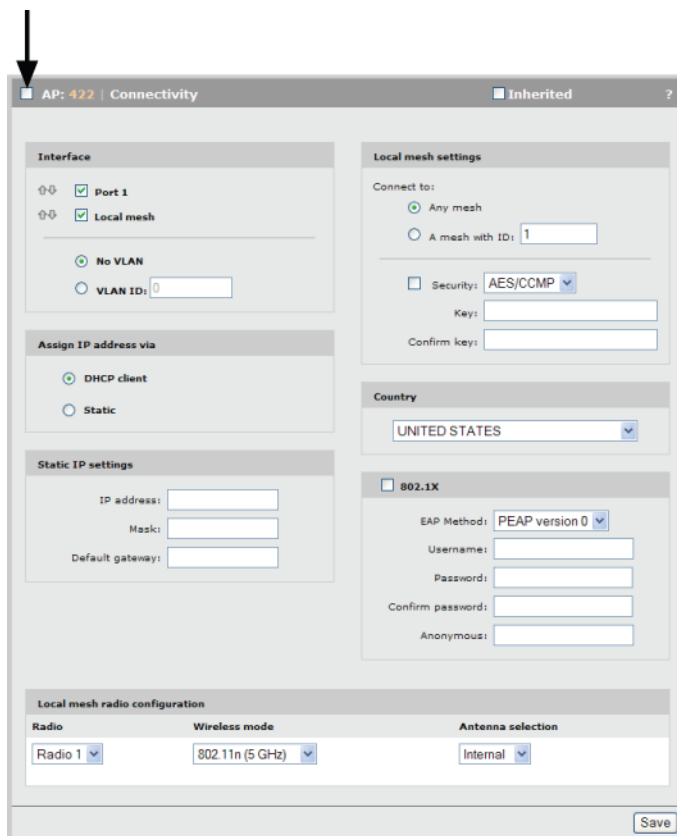 AP: 422 | Connectivity
Inherited
?
Interface
Port 1
Local mesh
No VLAN
VLAN ID: 0
Assign IP address via
DHCP client
Static
Static IP settings
IP address:
Mask:
Default gateway:
Local mesh settings
Connect to:
Any mesh
A mesh with ID: 1
Security: AES/CCMP
Key:
Confirm key:
Country
UNITED STATES
802.1X
EAP Method: PEAP version 0
Username:
Password:
Confirm password:
Anonymous:
Local mesh radio configuration
Radio Wireless mode Antenna selection
Radio 1 802.11n (5 GHz) Internal
Save